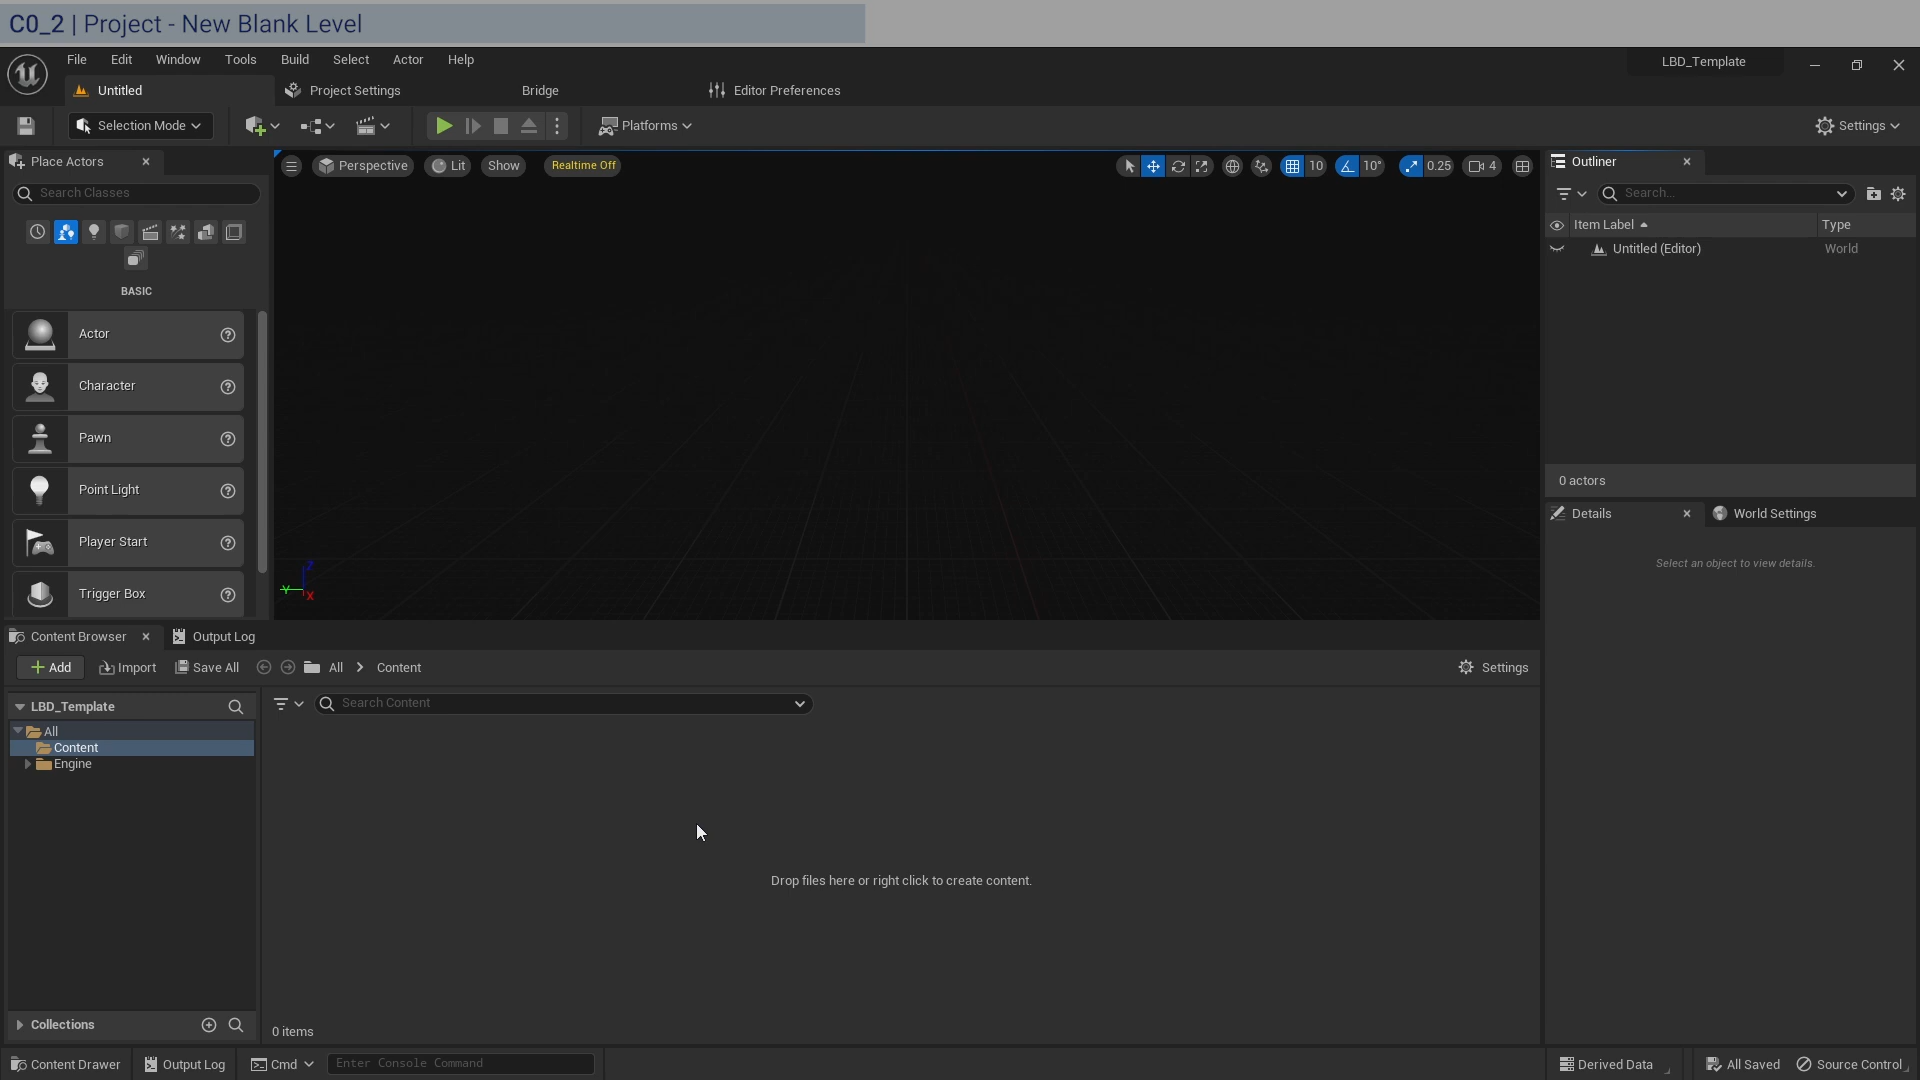 C0_2 | Project - New Blank Level
File Edit Window Tools Build Select Actor Help
LBD_Template
Untitled Project Settings Bridge Editor Preferences
Selection Mode Platforms Settings
Place Actors
Search Classes
BASIC
Actor
Character
Pawn
Point Light
Player Start
Trigger Box
Perspective Lit Show Realtime Off 10 10° 0.25 4
Z
Y
X
Outliner
Search...
Item Label Type
Untitled (Editor) World
0 actors
Details World Settings
Select an object to view details.
Content Browser Output Log
Add Import Save All All > Content Settings
LBD_Template
Search Content
All
Content
Engine
Drop files here or right click to create content.
Collections
0 items
Content Drawer Output Log Cmd Enter Console Command Derived Data All Saved Source Control